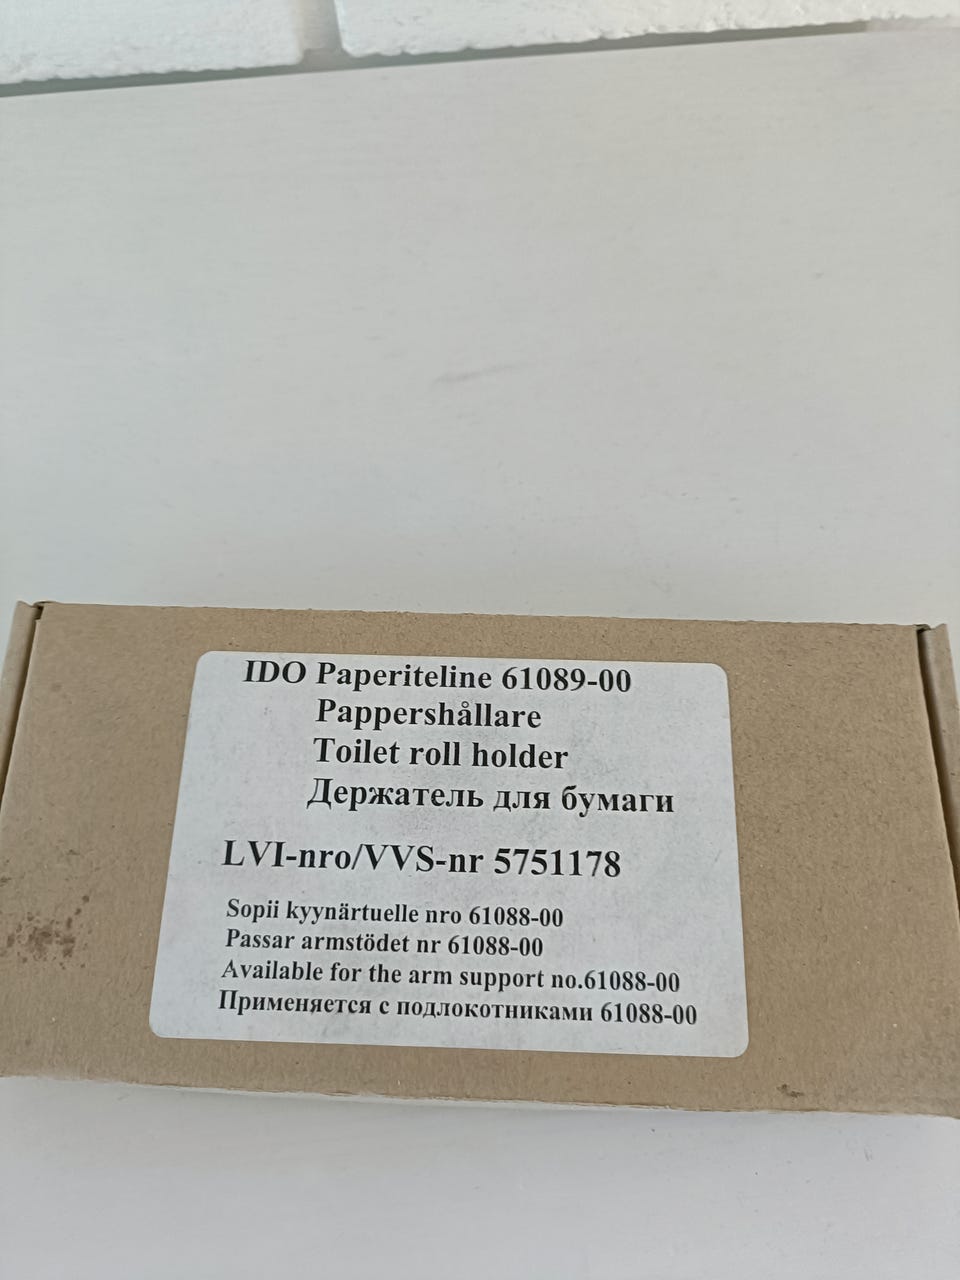 IDO Paperiteline 61089-00
Pappershållare
Toilet roll holder
Держатель для бумаги
LVI-nro/VVS-nr 5751178
Sopii kyynärtuelle nro 61088-00
Passar armstödet nr 61088-00
Available for the arm support no.61088-00
Применяется с подлокотниками 61088-00